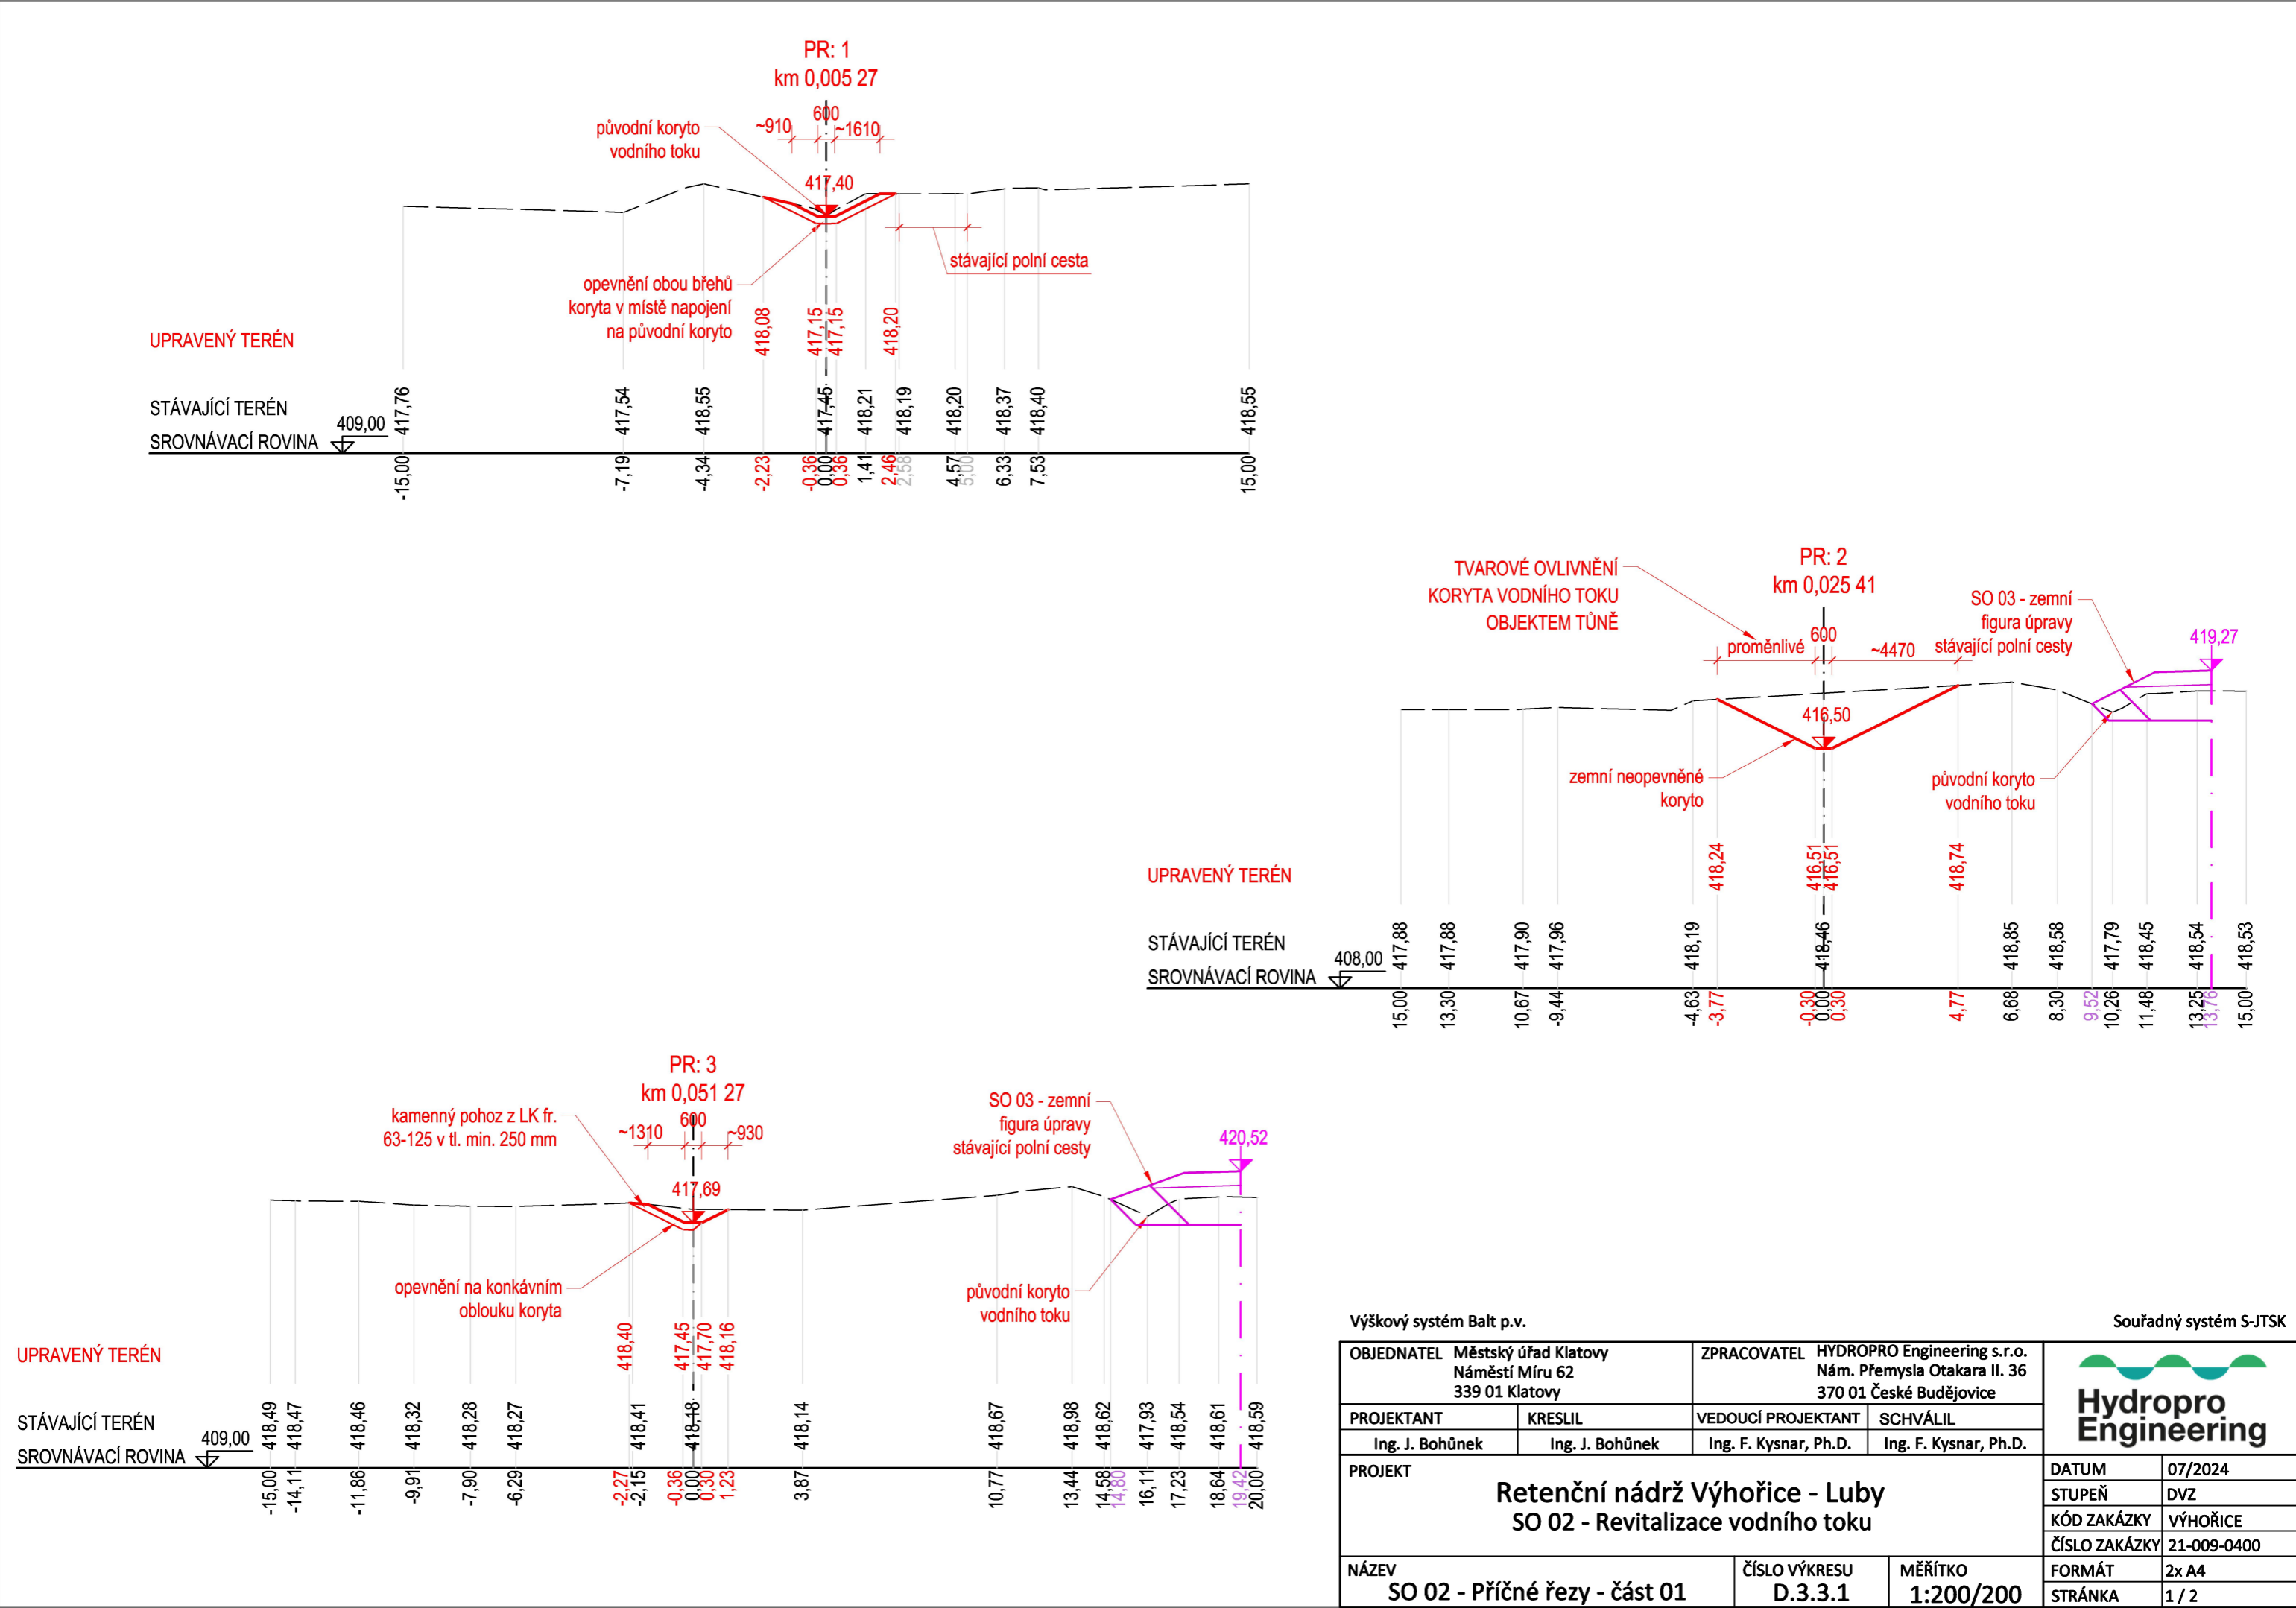 PR: 1
km 0,005 27
600
~910
~1610
původní koryto
vodního toku
417,40
stávající polní cesta
opevnění obou břehů
koryta v místě napojení
na původní koryto
UPRAVENÝ TERÉN
418,08
417,15
417,15
418,20
STÁVAJÍCÍ TERÉN
417,76
417,54
418,55
417,45
418,21
418,19
418,20
418,37
418,40
418,55
SROVNÁVACÍ ROVINA
409,00
-15,00
-7,19
-4,34
-2,23
-0,36
0,00
0,36
1,41
2,46
2,58
4,57
5,00
6,33
7,53
15,00
PR: 2
km 0,025 41
TVAROVÉ OVLIVNĚNÍ
KORYTA VODNÍHO TOKU
OBJEKTEM TŮNĚ
proměnlivé
600
~4470
SO 03 - zemní
figura úpravy
stávající polní cesty
419,27
416,50
zemní neopevněné
koryto
původní koryto
vodního toku
UPRAVENÝ TERÉN
418,24
416,51
416,51
418,74
STÁVAJÍCÍ TERÉN
417,88
417,88
417,90
417,96
418,19
418,46
418,85
418,58
417,79
418,45
418,54
418,53
SROVNÁVACÍ ROVINA
408,00
15,00
13,30
10,67
-9,44
-4,63
-3,77
-0,30
0,00
0,30
4,77
6,68
8,30
9,52
10,26
11,48
13,25
13,76
15,00
PR: 3
km 0,051 27
kamenný pohoz z LK fr.
63-125 v tl. min. 250 mm
~1310
600
~930
SO 03 - zemní
figura úpravy
stávající polní cesty
420,52
417,69
opevnění na konkávním
oblouku koryta
původní koryto
vodního toku
UPRAVENÝ TERÉN
418,40
417,45
417,70
418,16
STÁVAJÍCÍ TERÉN
418,49
418,47
418,46
418,32
418,28
418,27
418,41
418,18
418,14
418,67
418,98
418,62
417,93
418,54
418,61
418,59
SROVNÁVACÍ ROVINA
409,00
-15,00
-14,11
-11,86
-9,91
-7,90
-6,29
-2,27
-2,15
-0,36
0,00
0,30
1,23
3,87
10,77
13,44
14,58
14,80
16,11
17,23
18,64
19,42
20,00
Výškový systém Balt p.v.
Souřadný systém S-JTSK
OBJEDNATEL Městský úřad Klatovy
Náměstí Míru 62
339 01 Klatovy
ZPRACOVATEL HYDROPRO Engineering s.r.o.
Nám. Přemysla Otakara II. 36
370 01 České Budějovice
Hydropro
Engineering
PROJEKTANT
KRESLIL
VEDOUCÍ PROJEKTANT
SCHVÁLIL
Ing. J. Bohůnek
Ing. J. Bohůnek
Ing. F. Kysnar, Ph.D.
Ing. F. Kysnar, Ph.D.
PROJEKT
Retenční nádrž Výhořice - Luby
SO 02 - Revitalizace vodního toku
DATUM 07/2024
STUPEŇ DVZ
KÓD ZAKÁZKY VÝHOŘICE
ČÍSLO ZAKÁZKY 21-009-0400
FORMÁT 2x A4
STRÁNKA 1 / 2
NÁZEV
SO 02 - Příčné řezy - část 01
ČÍSLO VÝKRESU
D.3.3.1
MĚŘÍTKO
1:200/200